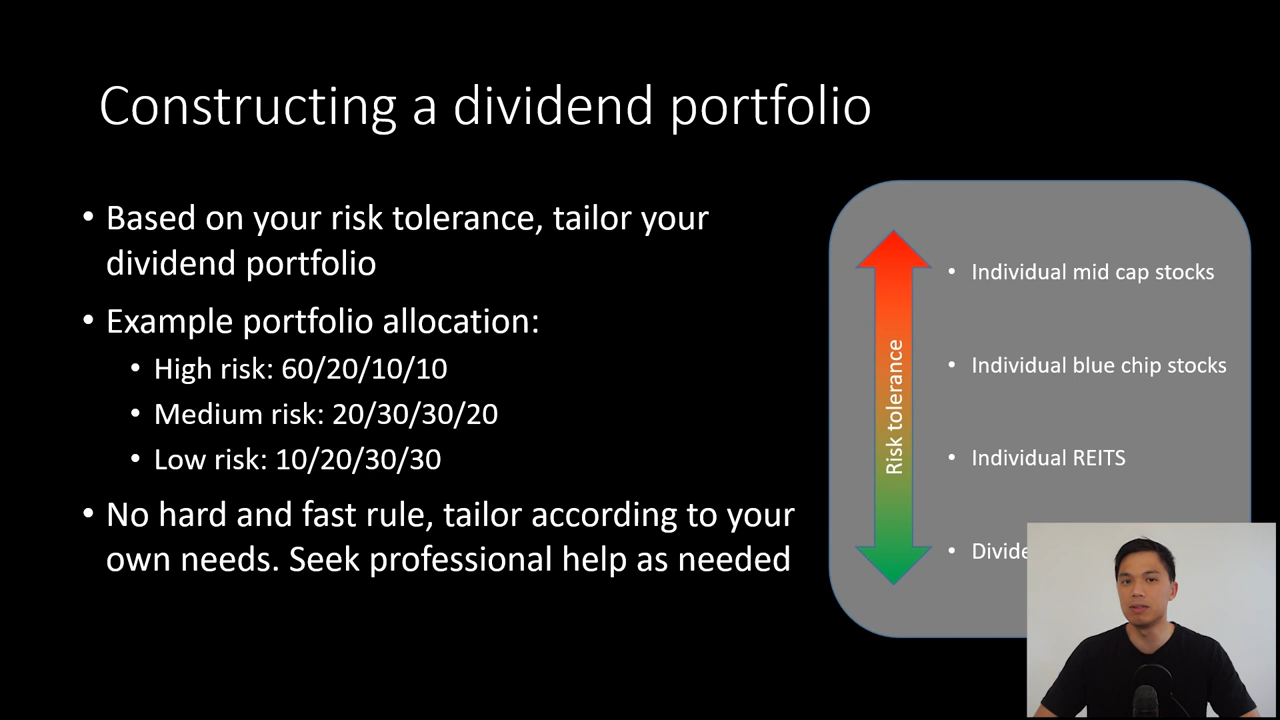 Constructing a dividend portfolio
• Based on your risk tolerance, tailor your
dividend portfolio
• Example portfolio allocation:
• High risk: 60/20/10/10
• Medium risk: 20/30/30/20
• Low risk: 10/20/30/30
• No hard and fast rule, tailor according to your
own needs. Seek professional help as needed
Risk tolerance
• Individual mid cap stocks
• Individual blue chip stocks
• Individual REITS
• Divide